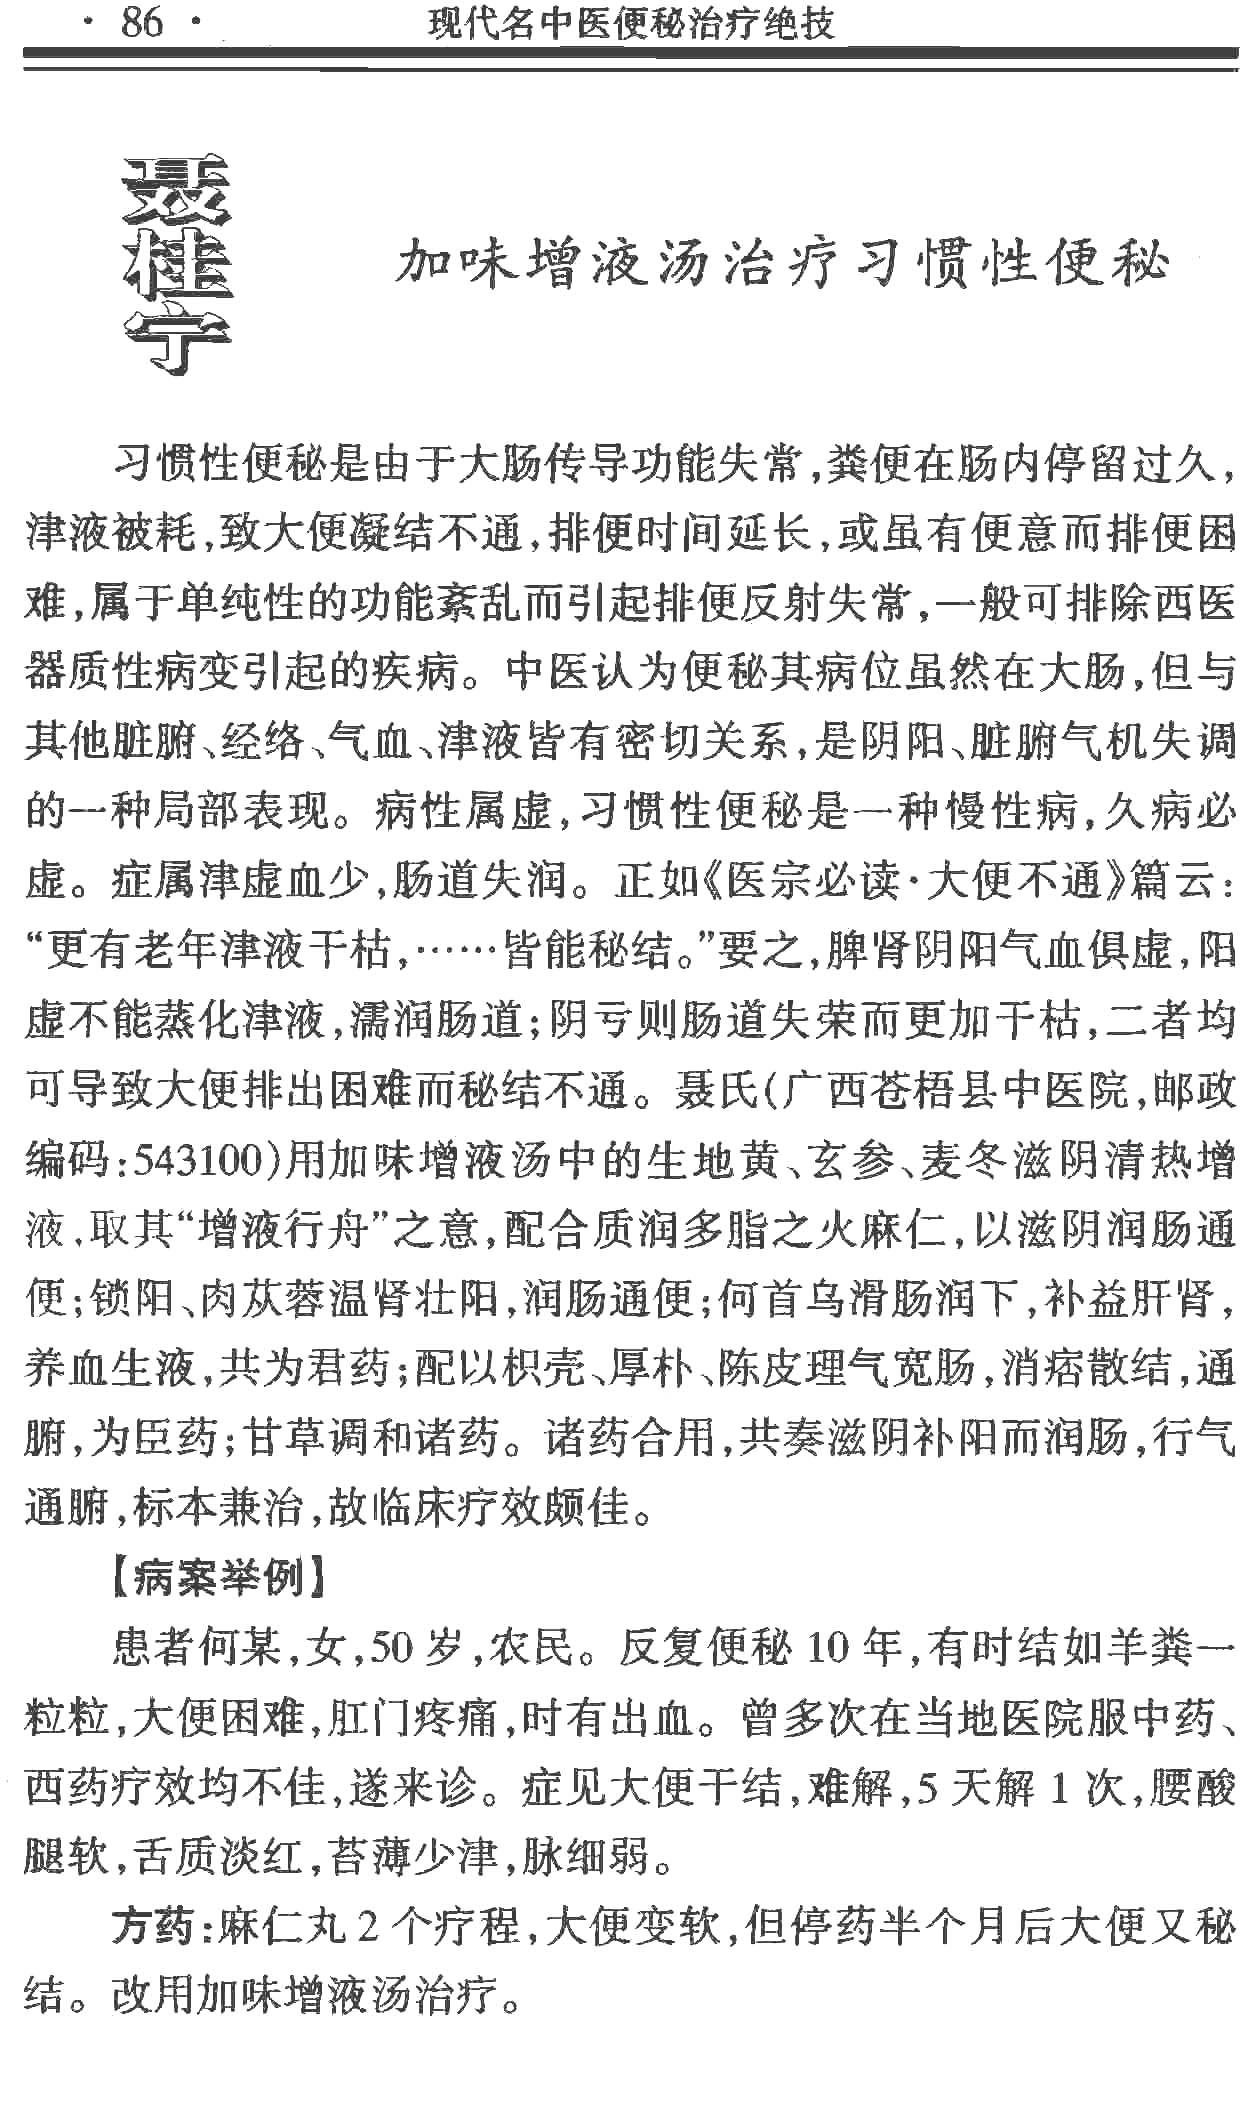 · 86 · 现代名中医便秘治疗绝技
聂桂宁
加味增液汤治疗习惯性便秘
习惯性便秘是由于大肠传导功能失常,粪便在肠内停留过久,
津液被耗,致大便凝结不通,排便时间延长,或虽有便意而排便困
难,属于单纯性的功能紊乱而引起排便反射失常,一般可排除西医
器质性病变引起的疾病。中医认为便秘其病位虽然在大肠,但与
其他脏腑、经络、气血、津液皆有密切关系,是阴阳、脏腑气机失调
的一种局部表现。病性属虚,习惯性便秘是一种慢性病,久病必
虚。症属津虚血少,肠道失润。正如《医宗必读·大便不通》篇云:
“更有老年津液干枯,……皆能秘结。”要之,脾肾阴阳气血俱虚,阳
虚不能蒸化津液,濡润肠道;阴亏则肠道失荣而更加干枯,二者均
可导致大便排出困难而秘结不通。聂氏(广西苍梧县中医院,邮政
编码:543100)用加味增液汤中的生地黄、玄参、麦冬滋阴清热增
液,取其“增液行舟”之意,配合质润多脂之火麻仁,以滋阴润肠通
便;锁阳、肉苁蓉温肾壮阳,润肠通便;何首乌滑肠润下,补益肝肾,
养血生液,共为君药;配以枳壳、厚朴、陈皮理气宽肠,消痞散结,通
腑,为臣药;甘草调和诸药。诸药合用,共奏滋阴补阳而润肠,行气
通腑,标本兼治,故临床疗效颇佳。
【病案举例】
患者何某,女,50 岁,农民。反复便秘 10 年,有时结如羊粪一
粒粒,大便困难,肛门疼痛,时有出血。曾多次在当地医院服中药、
西药疗效均不佳,遂来诊。症见大便干结,难解,5 天解 1 次,腰酸
腿软,舌质淡红,苔薄少津,脉细弱。
方药:麻仁丸 2 个疗程,大便变软,但停药半个月后大便又秘
结。改用加味增液汤治疗。